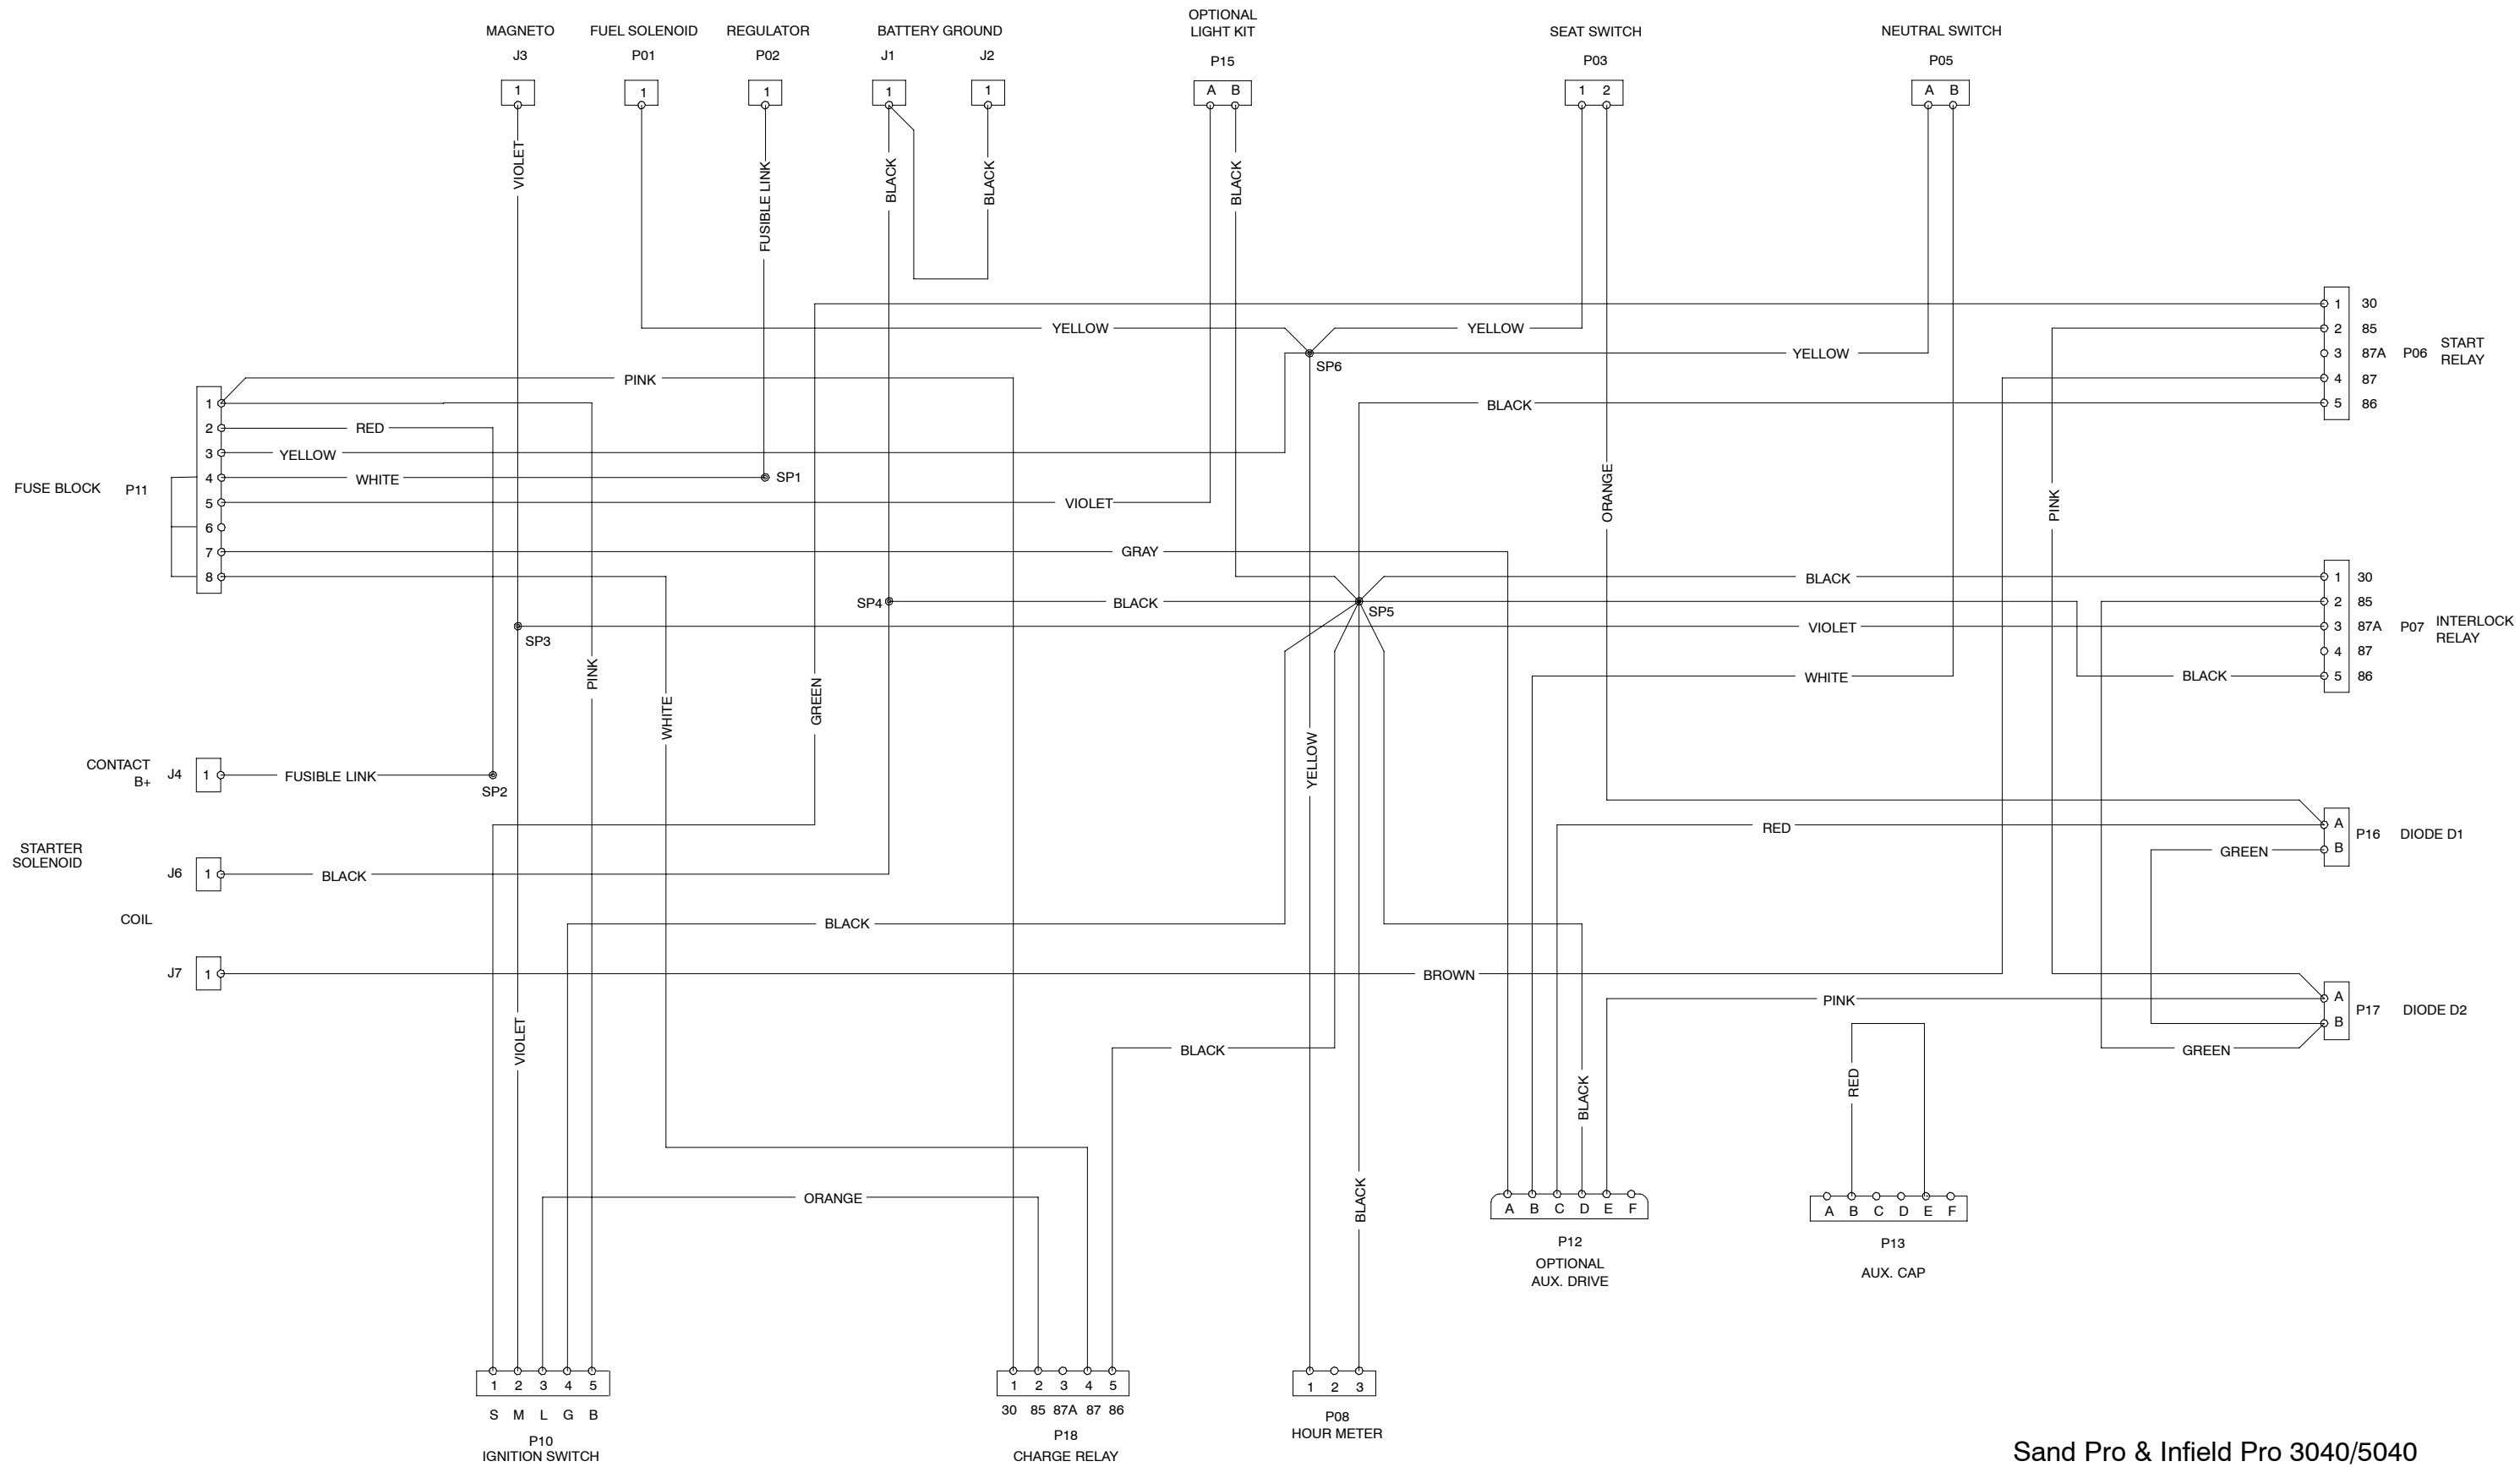 MAGNETO
J3
1
FUEL SOLENOID
P01
1
REGULATOR
P02
1
BATTERY GROUND
J1
J2
1
1
OPTIONAL
LIGHT KIT
P15
A B
SEAT SWITCH
P03
1 2
NEUTRAL SWITCH
P05
A B
VIOLET
FUSIBLE LINK
BLACK
BLACK
BLACK
1 30
2 85
3 87A
4 87
5 86
P06
START
RELAY
YELLOW
YELLOW
YELLOW
SP6
PINK
BLACK
FUSE BLOCK
P11
1
2
3
4
5
6
7
8
RED
YELLOW
WHITE
SP1
VIOLET
ORANGE
PINK
GRAY
BLACK
SP4
BLACK
SP5
SP3
VIOLET
1 30
2 85
3 87A
4 87
5 86
P07
INTERLOCK
RELAY
PINK
WHITE
GREEN
WHITE
BLACK
YELLOW
CONTACT
B+
J4
1
FUSIBLE LINK
SP2
STARTER
SOLENOID
J6
1
BLACK
RED
A
B
P16
DIODE D1
GREEN
COIL
BLACK
J7
1
BROWN
PINK
A
B
P17
DIODE D2
GREEN
VIOLET
BLACK
BLACK
RED
ORANGE
BLACK
A B C D E F
P12
OPTIONAL
AUX. DRIVE
A B C D E F
P13
AUX. CAP
1 2 3 4 5
S M L G B
P10
IGNITION SWITCH
1 2 3 4 5
30 85 87A 87 86
P18
CHARGE RELAY
1 2 3
P08
HOUR METER
Sand Pro & Infield Pro 3040/5040